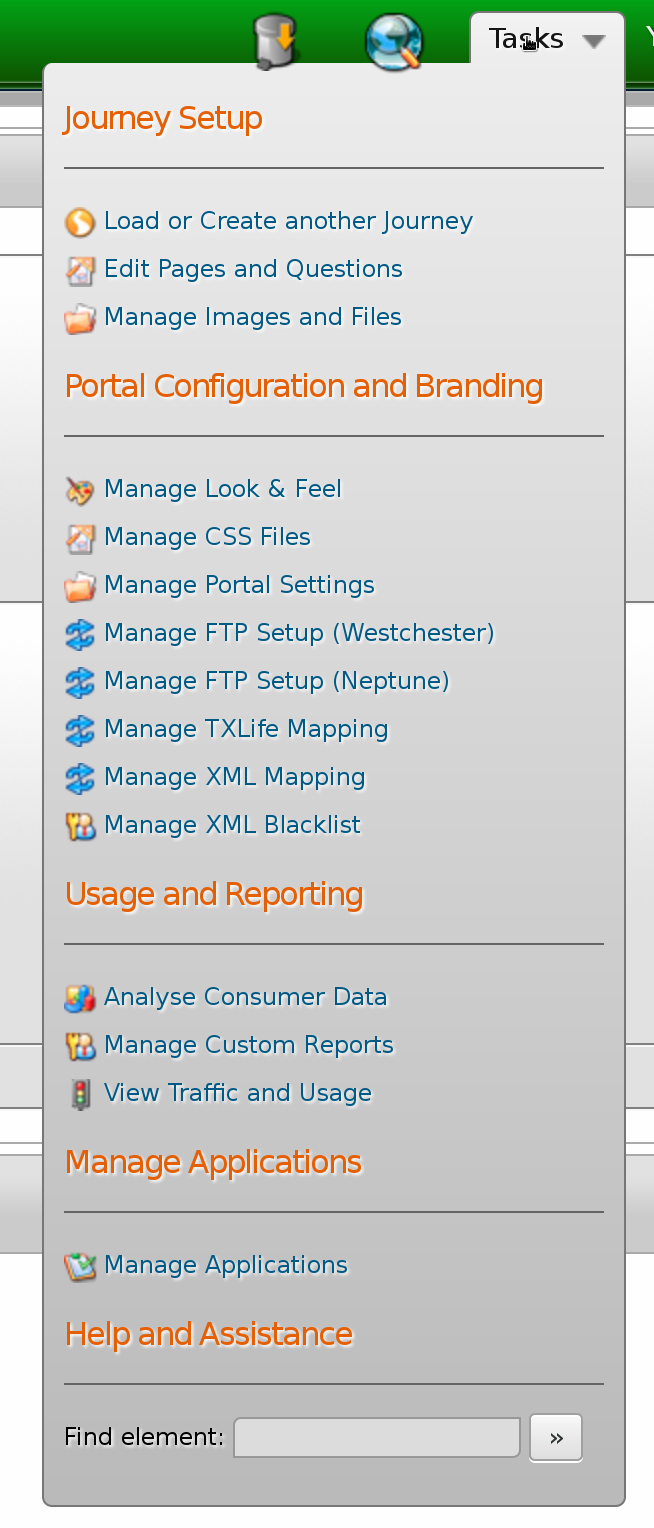 Tasks
Journey Setup
Load or Create another Journey
Edit Pages and Questions
Manage Images and Files
Portal Configuration and Branding
Manage Look & Feel
Manage CSS Files
Manage Portal Settings
Manage FTP Setup (Westchester)
Manage FTP Setup (Neptune)
Manage TXLife Mapping
Manage XML Mapping
Manage XML Blacklist
Usage and Reporting
Analyse Consumer Data
Manage Custom Reports
View Traffic and Usage
Manage Applications
Manage Applications
Help and Assistance
Find element: »